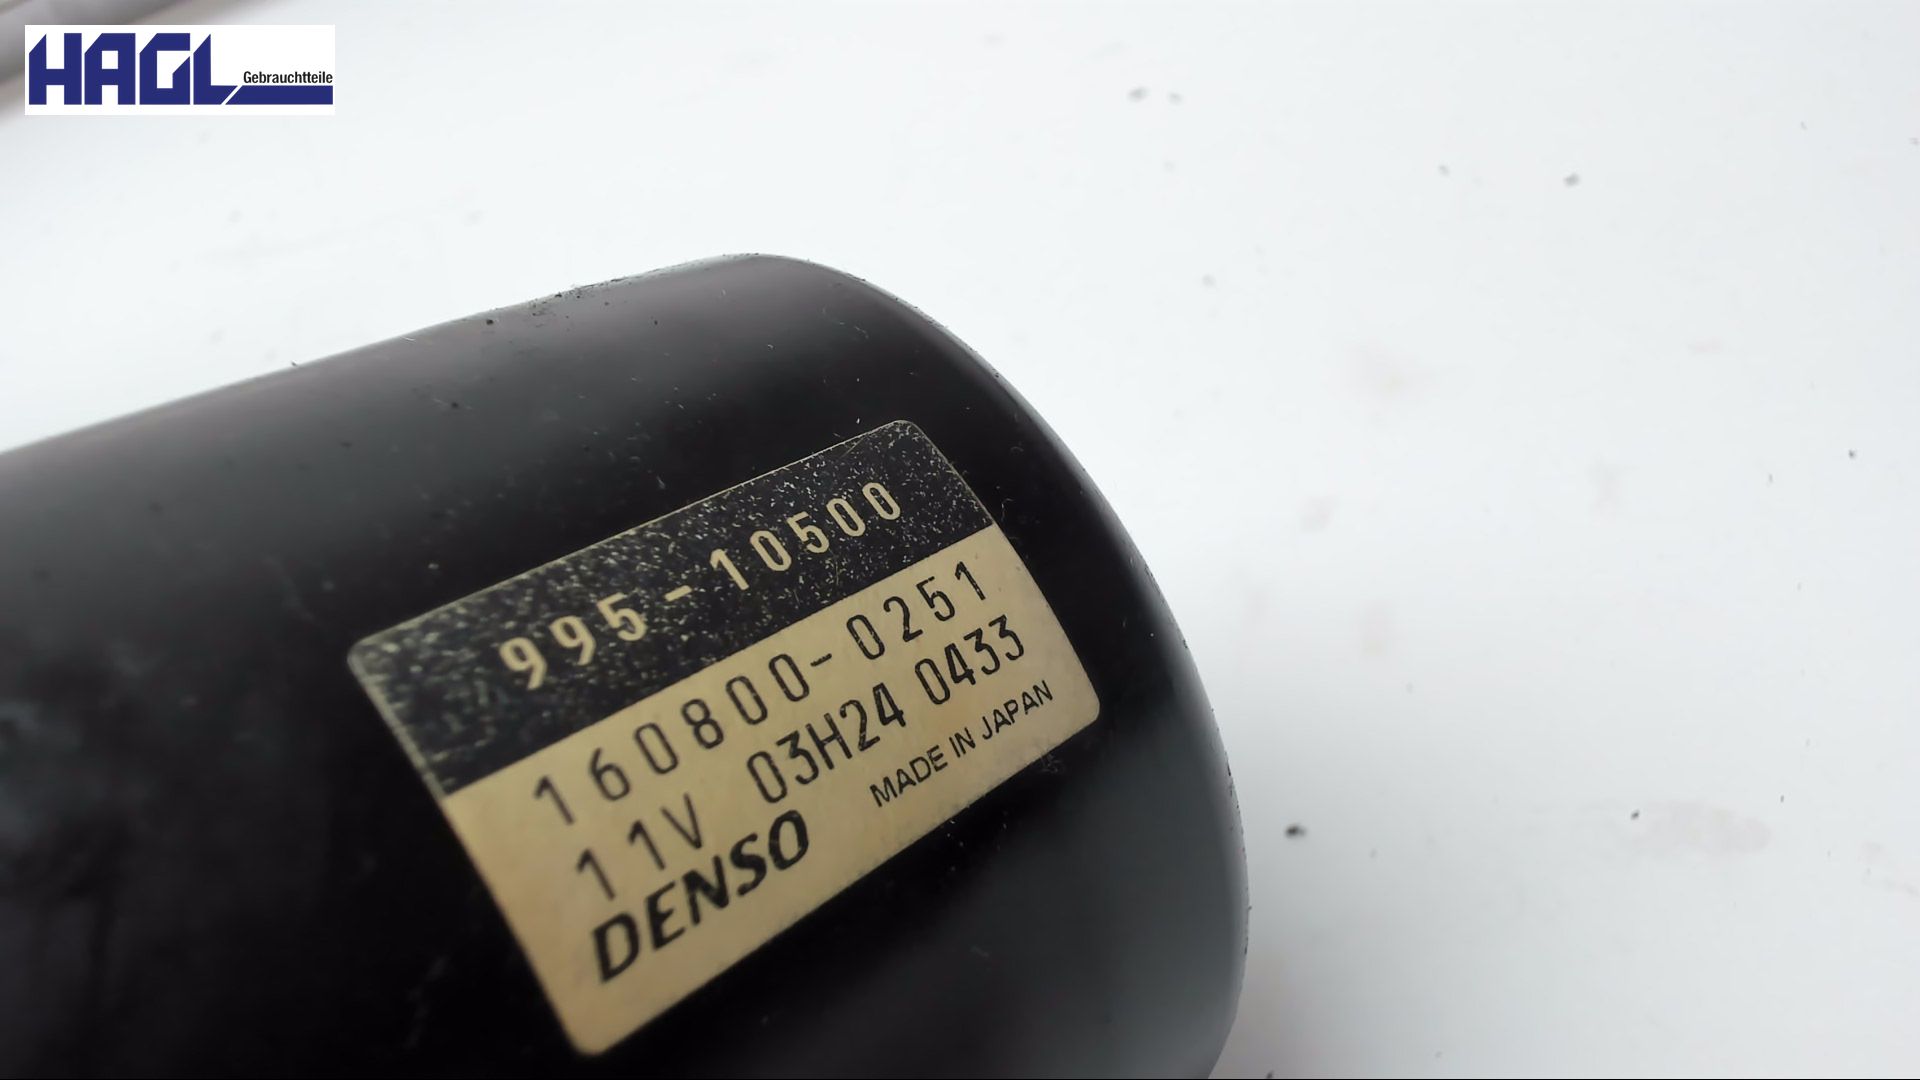 HAGL
Gebrauchtteile
995-10500
160800-0251
11V 03H24 0433
DENSO MADE IN JAPAN